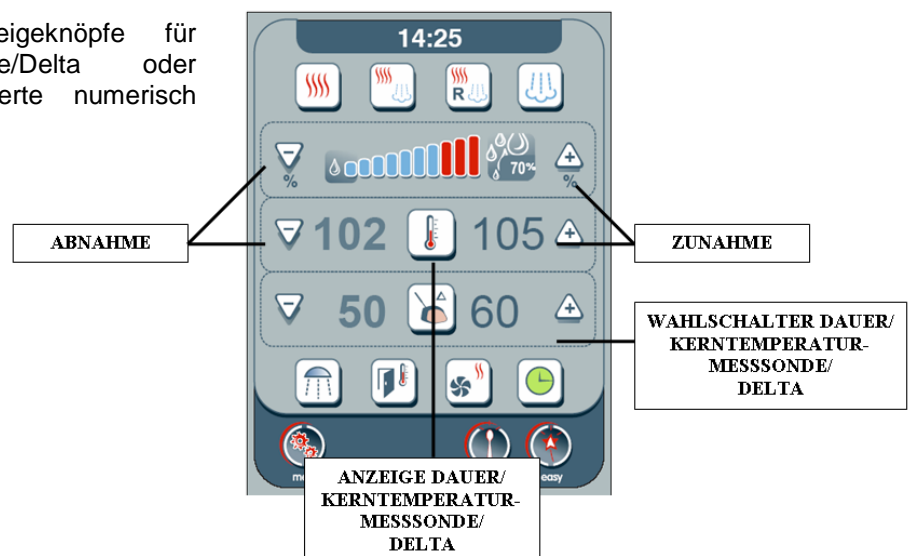 eigeknöpfe für
e/Delta oder
erte numerisch
14:25
R
70%
% %
ABNAHME
102 105
ZUNAHME
50 60
WAHLSCHALTER DAUER/
KERNTEMPERATUR-
MESSSONDE/
DELTA
easy
ANZEIGE DAUER/
KERNTEMPERATUR-
MESSSONDE/
DELTA